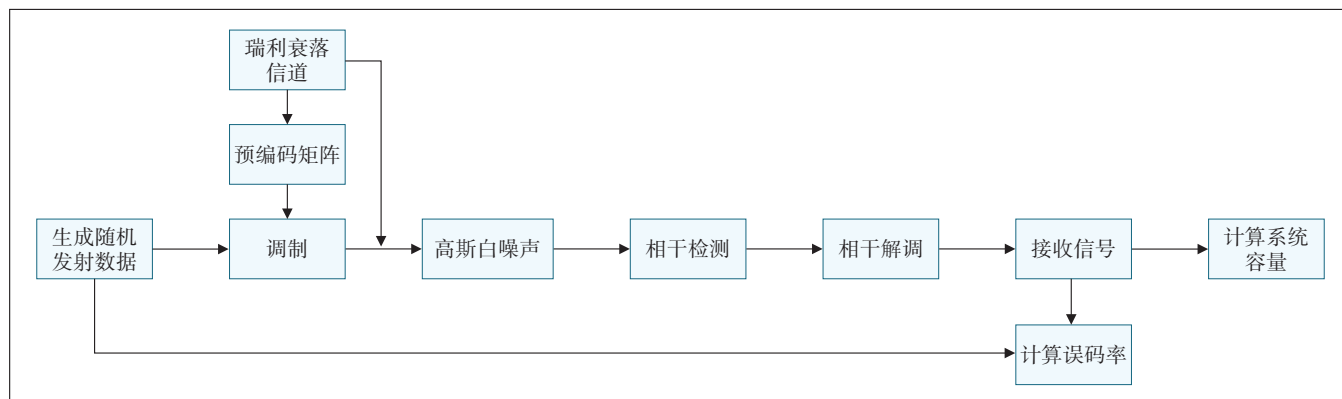 瑞利衰落
信道
预编码矩阵
生成随机
发射数据
调制
高斯白噪声
相干检测
相干解调
接收信号
计算系统
容量
计算误码率